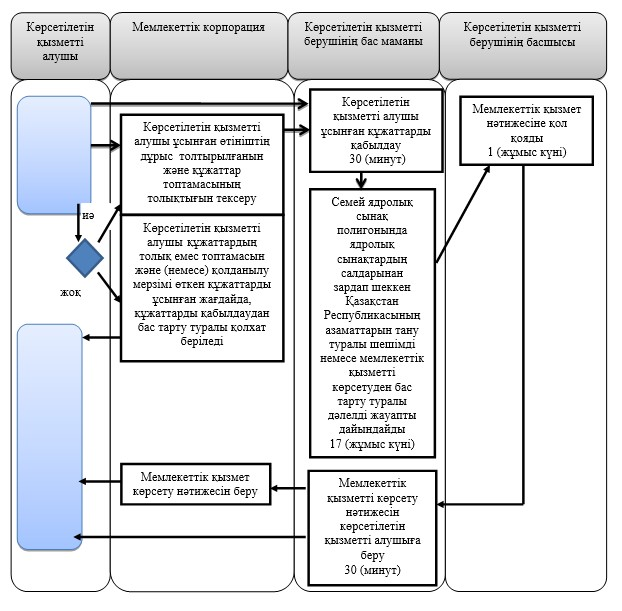 Көрсетілетін
қызметті
алушы
Мемлекеттік корпорация
Көрсетілетін қызметті
берушінің бас маманы
Көрсетілетін қызметті
берушінің басшысы
Көрсетілетін қызметті
алушы ұсынған өтініштің
дұрыс толтырылғанын
және құжаттар
топтамасының
толықтығын тексеру
Көрсетілетін
қызметті алушы
ұсынған құжаттарды
қабылдау
30 (минут)
Мемлекеттік қызмет
нәтижесіне қол
қояды
1 (жұмыс күні)
иә
жоқ
Көрсетілетін қызметті
алушы құжаттардың
толық емес топтамасын
және (немесе) қолданылу
мерзімі өткен құжаттарды
ұсынған жағдайда,
құжаттарды қабылдаудан
бас тарту туралы қолхат
беріледі
Семей ядролық
сынақ
полигонында
ядролық
сынақтардың
салдарынан
зардап шеккен
Қазақстан
Республикасының
азаматтарын тану
туралы шешімді
немесе мемлекеттік
қызметті
көрсетуден бас
тарту туралы
дәлелді жауапты
дайындайды
17 (жұмыс күні)
Мемлекеттік қызмет
көрсету нәтижесін беру
Мемлекеттік
қызметті көрсету
нәтижесін
көрсетілетін
қызметті алушыға
беру
30 (минут)